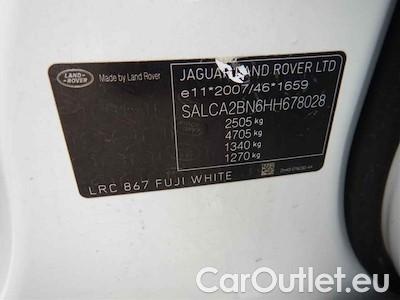 LAND-ROVER
Made by Land Rover
JAGUAR LAND ROVER LTD
e11*2007/46*1659
SALCA2BN6HH678028
2505 kg
4705 kg
1340 kg
1270 kg
LRC 867 FUJI WHITE
CarOutlet.eu